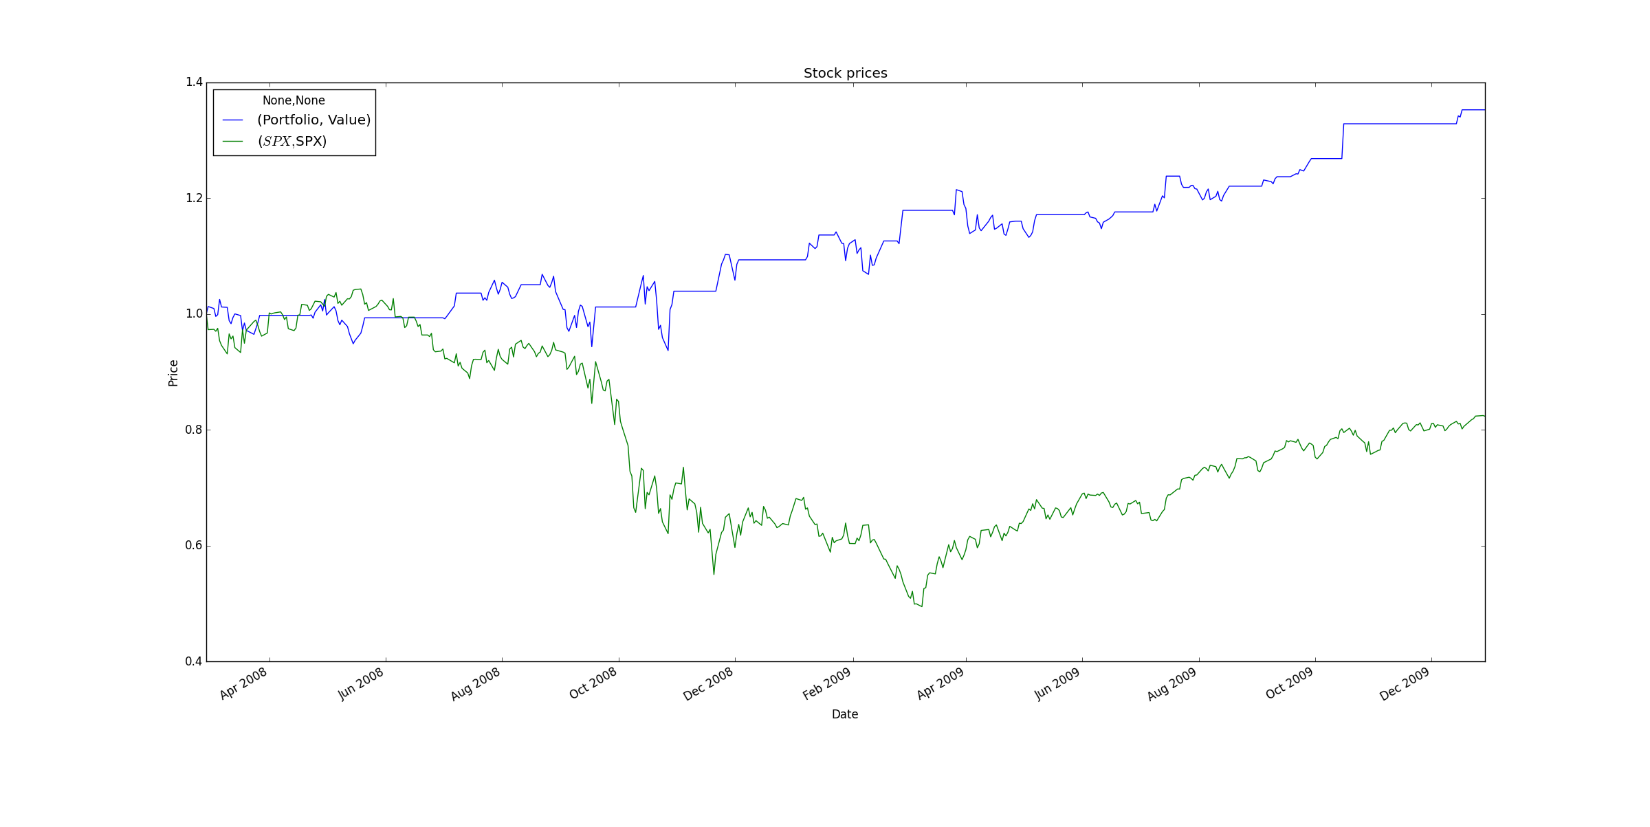 Stock prices
1.4
1.2
1.0
0.8
0.6
0.4
Price
None,None
(Portfolio, Value)
(SPX,SPX)
Apr 2008
Jun 2008
Aug 2008
Oct 2008
Dec 2008
Feb 2009
Apr 2009
Jun 2009
Aug 2009
Oct 2009
Dec 2009
Date